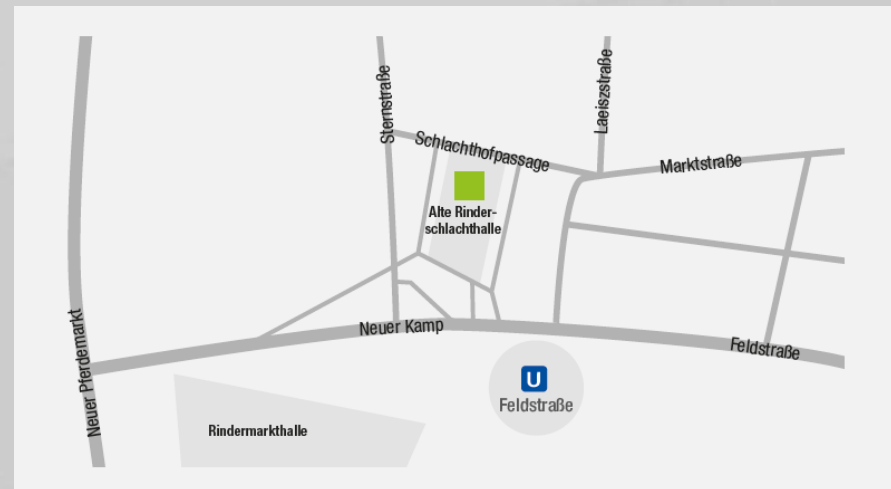 Sternstraße
Laeiszstraße
Schlachthofpassage
Marktstraße
Alte Rinder-
schlachthalle
Neuer Pferdemarkt
Neuer Kamp
Feldstraße
U
Feldstraße
Rindermarkthalle